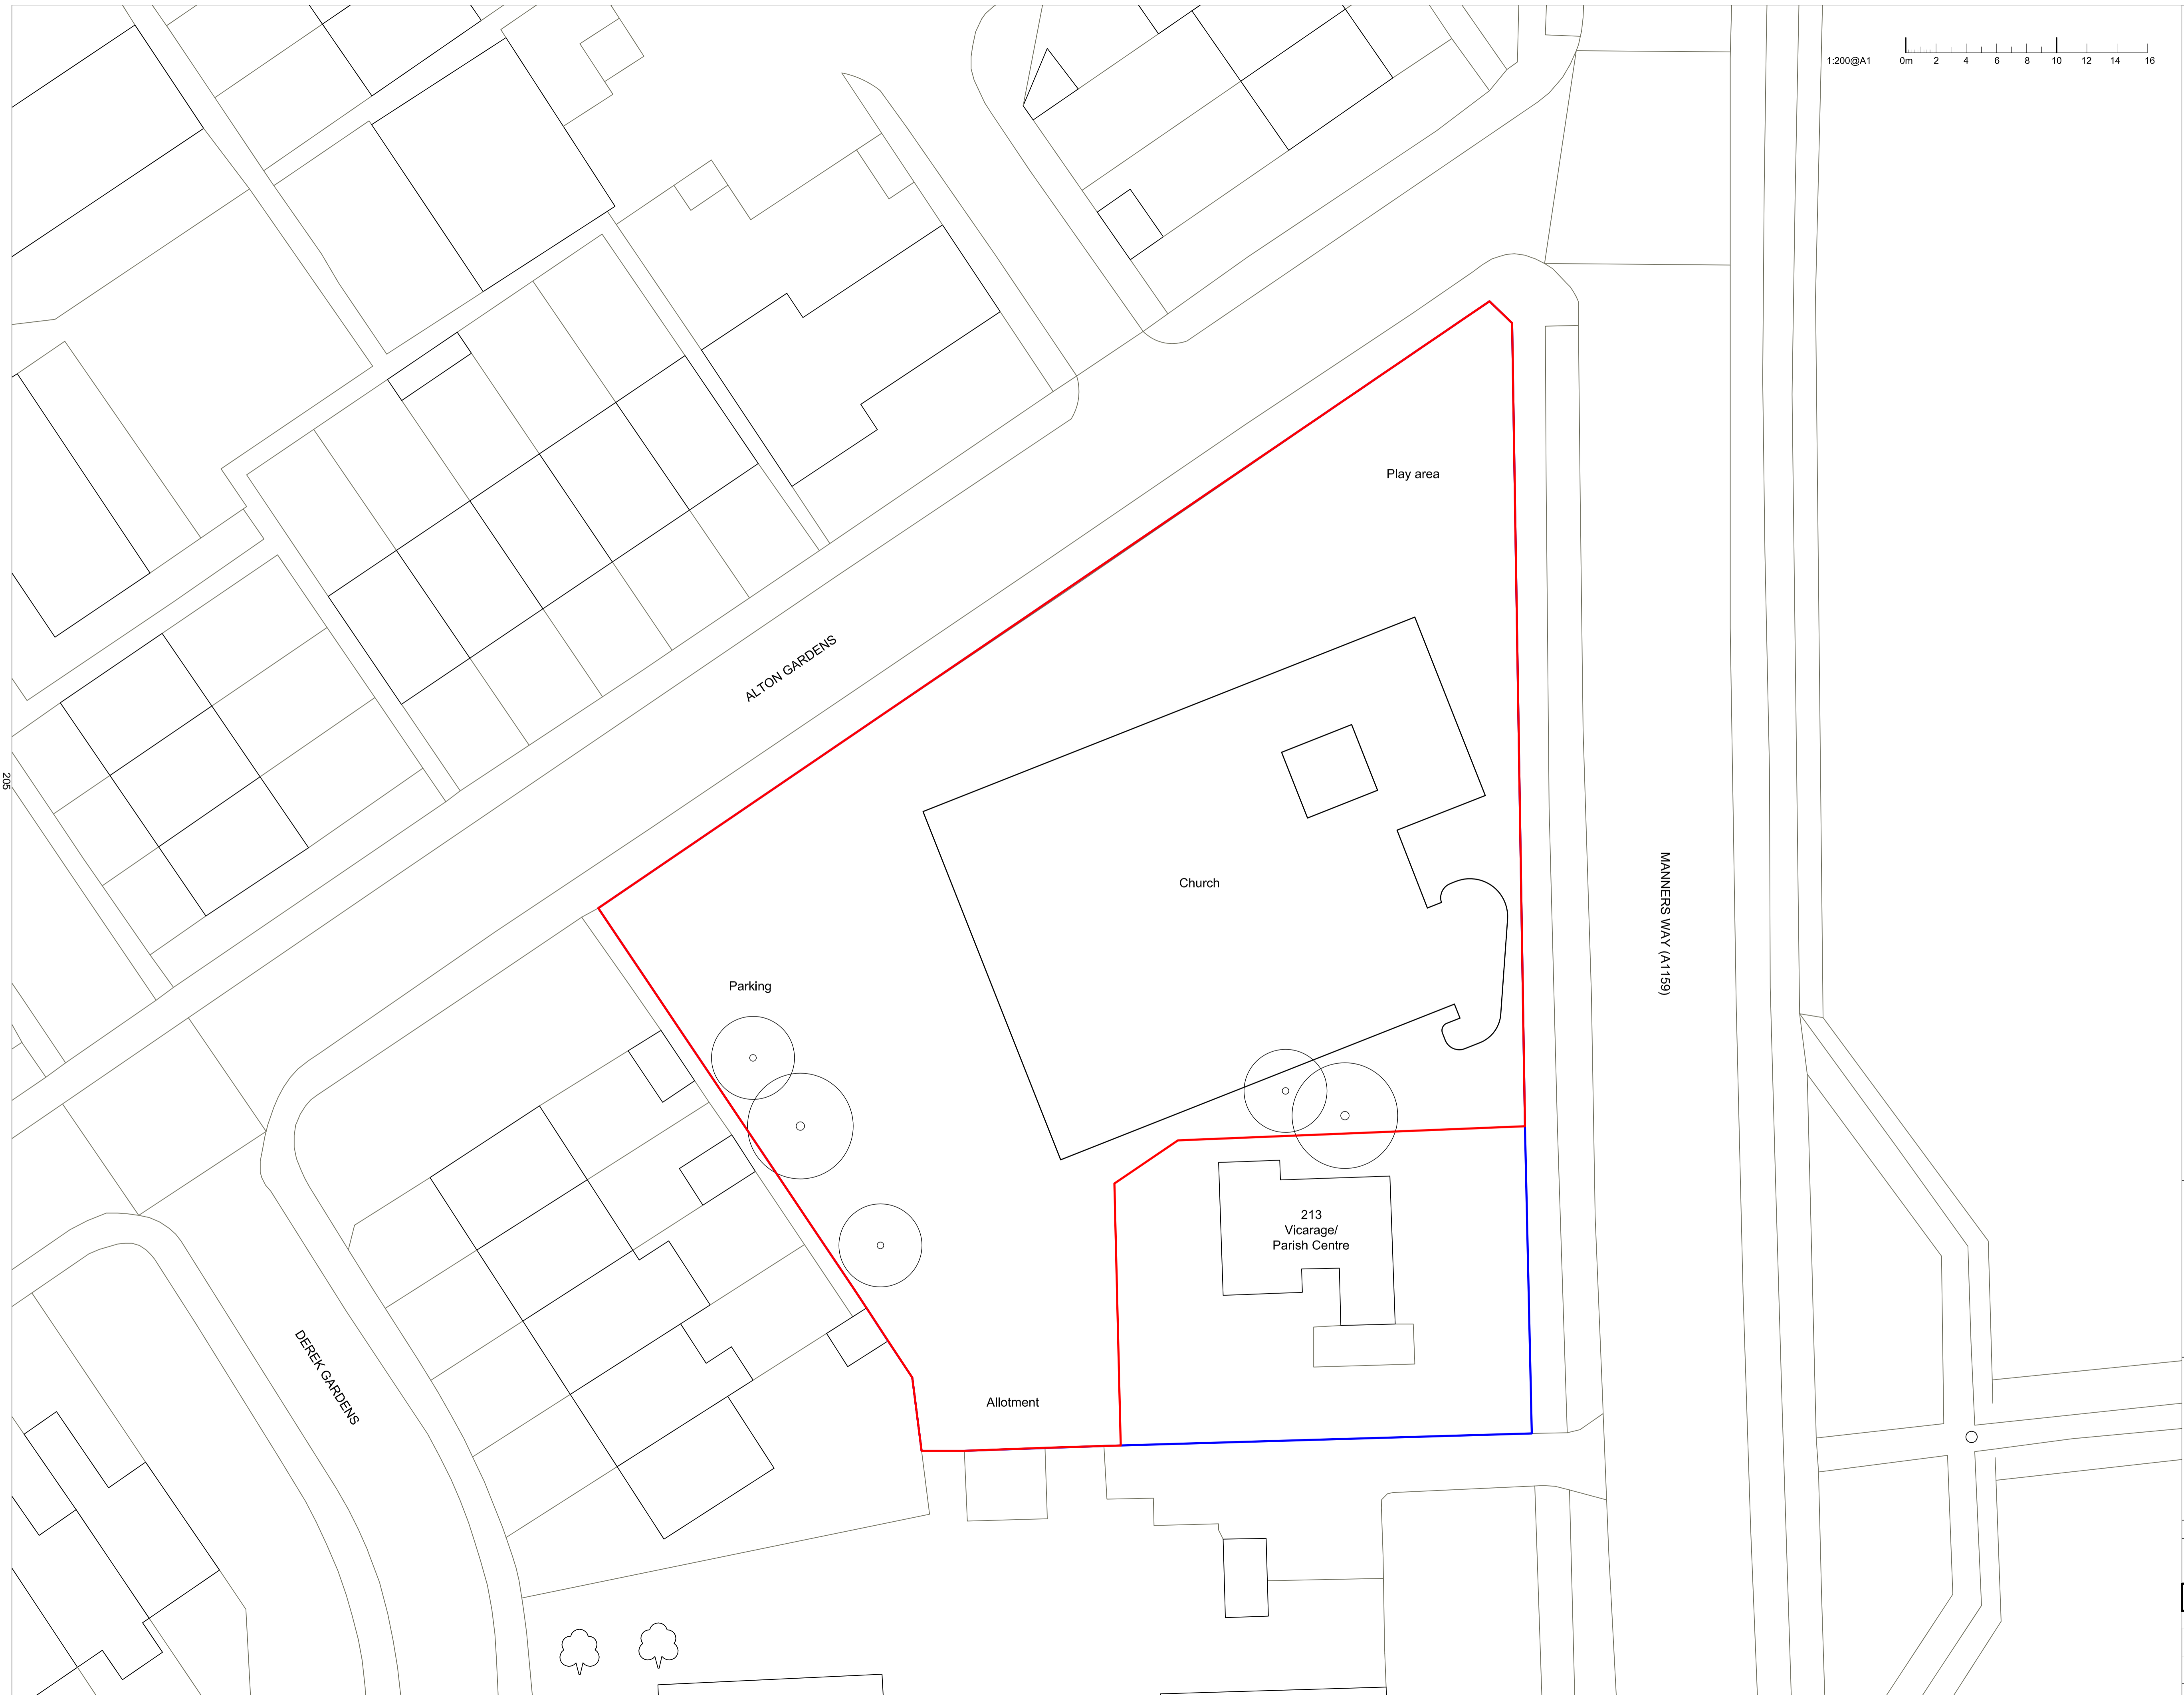 1:200@A1
0m 2 4 6 8 10 12 14 16
Play area
ALTON GARDENS
205
Church
MANNERS WAY (A1159)
Parking
213
Vicarage/
Parish Centre
DEREK GARDENS
Allotment